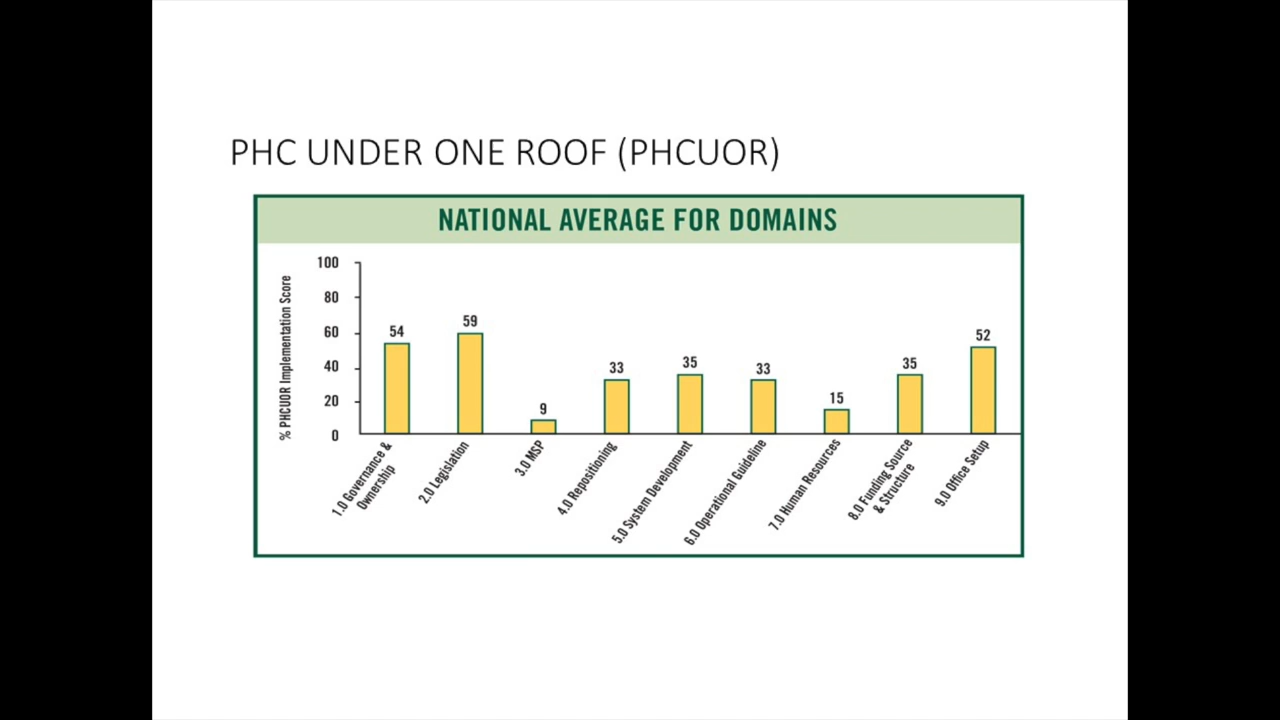 PHC UNDER ONE ROOF (PHCUOR)
NATIONAL AVERAGE FOR DOMAINS
% PHCUOR Implementation Score
100
80
60
40
20
0
54
59
9
33
35
33
15
35
52
1.0 Governance &
Ownership
2.0 Legislation
3.0 MSP
4.0 Repositioning
5.0 System Development
6.0 Operational Guideline
7.0 Human Resources
8.0 Funding Source
& Structure
9.0 Office Setup